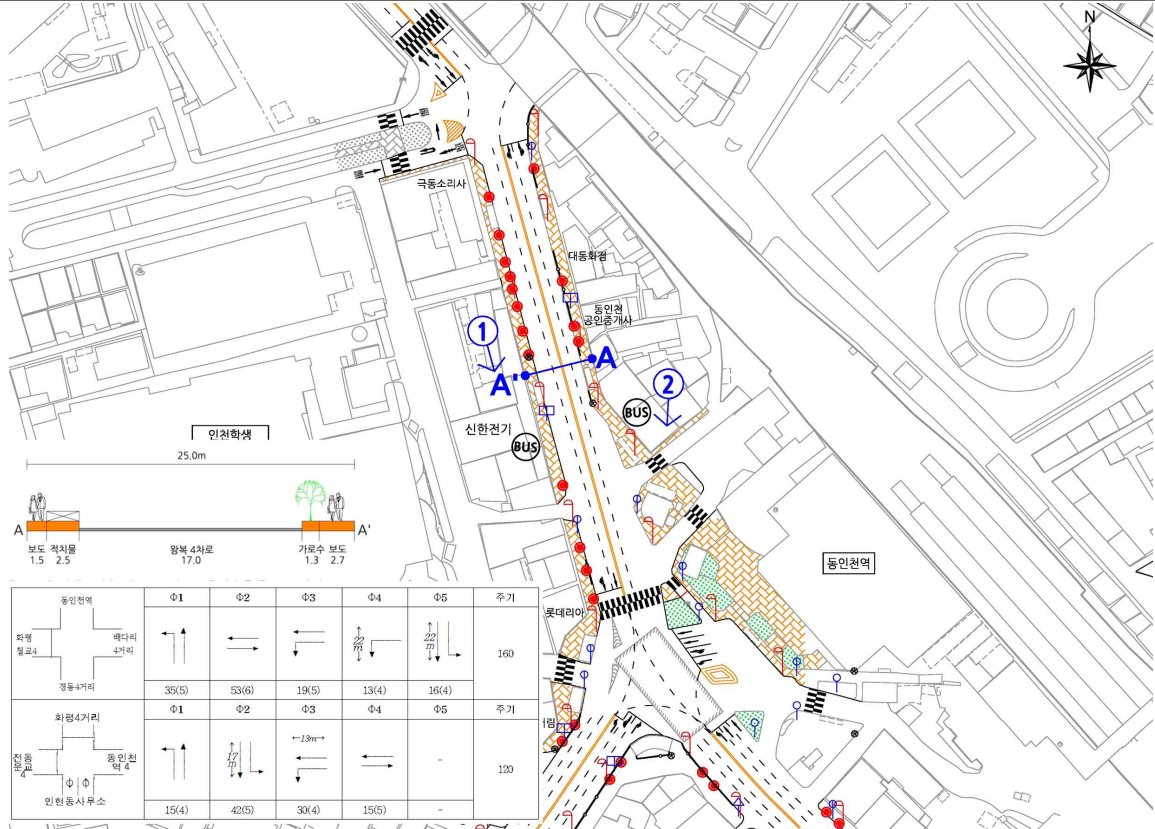 N
극동소리사
대동화점
동인천
공인중개사
1
A'
A
2
BUS
신한전기
BUS
인천학생
25.0m
A
A'
보도
1.5
적치물
2.5
왕복 4차로
17.0
가로수
1.3
보도
2.7
동인천역
롯데리아
동인천역
화평
철교4
배다리
4거리
경동4거리
Φ1 Φ2 Φ3 Φ4 Φ5 주기
22m
22m
160
35(5) 53(6) 19(5) 13(4) 16(4)
화평4거리
동인천
역 4
인현동사무소
Φ1 Φ2 Φ3 Φ4 Φ5 주기
17m
←13m→
-
120
15(4) 42(5) 30(4) 15(5) -